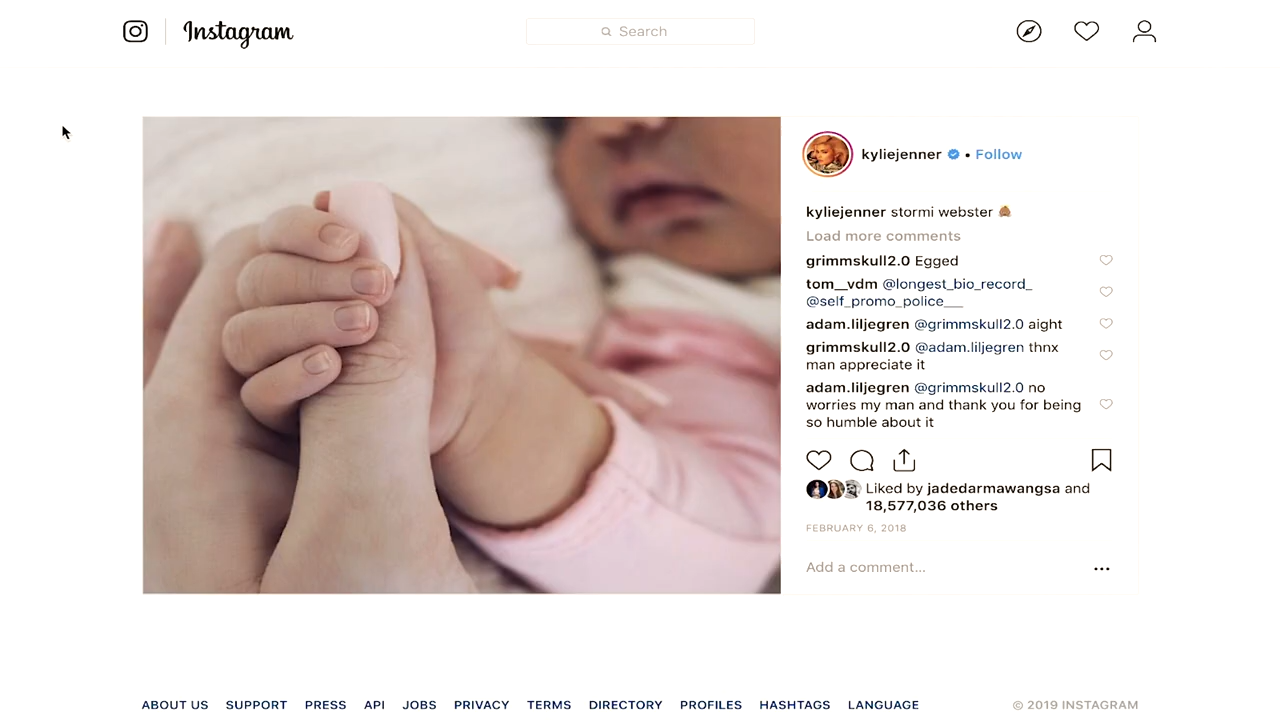 Instagram
Search
kyliejenner • Follow
kyliejenner stormi webster
Load more comments
grimmskull2.0 Egged
tom__vdm @longest_bio_record_
@self_promo_police___
adam.liljegren @grimmskull2.0 aight
grimmskull2.0 @adam.liljegren thnx
man appreciate it
adam.liljegren @grimmskull2.0 no
worries my man and thank you for being
so humble about it
Liked by jadedarmawangsa and
18,577,036 others
FEBRUARY 6, 2018
Add a comment...
ABOUT US SUPPORT PRESS API JOBS PRIVACY TERMS DIRECTORY PROFILES HASHTAGS LANGUAGE © 2019 INSTAGRAM